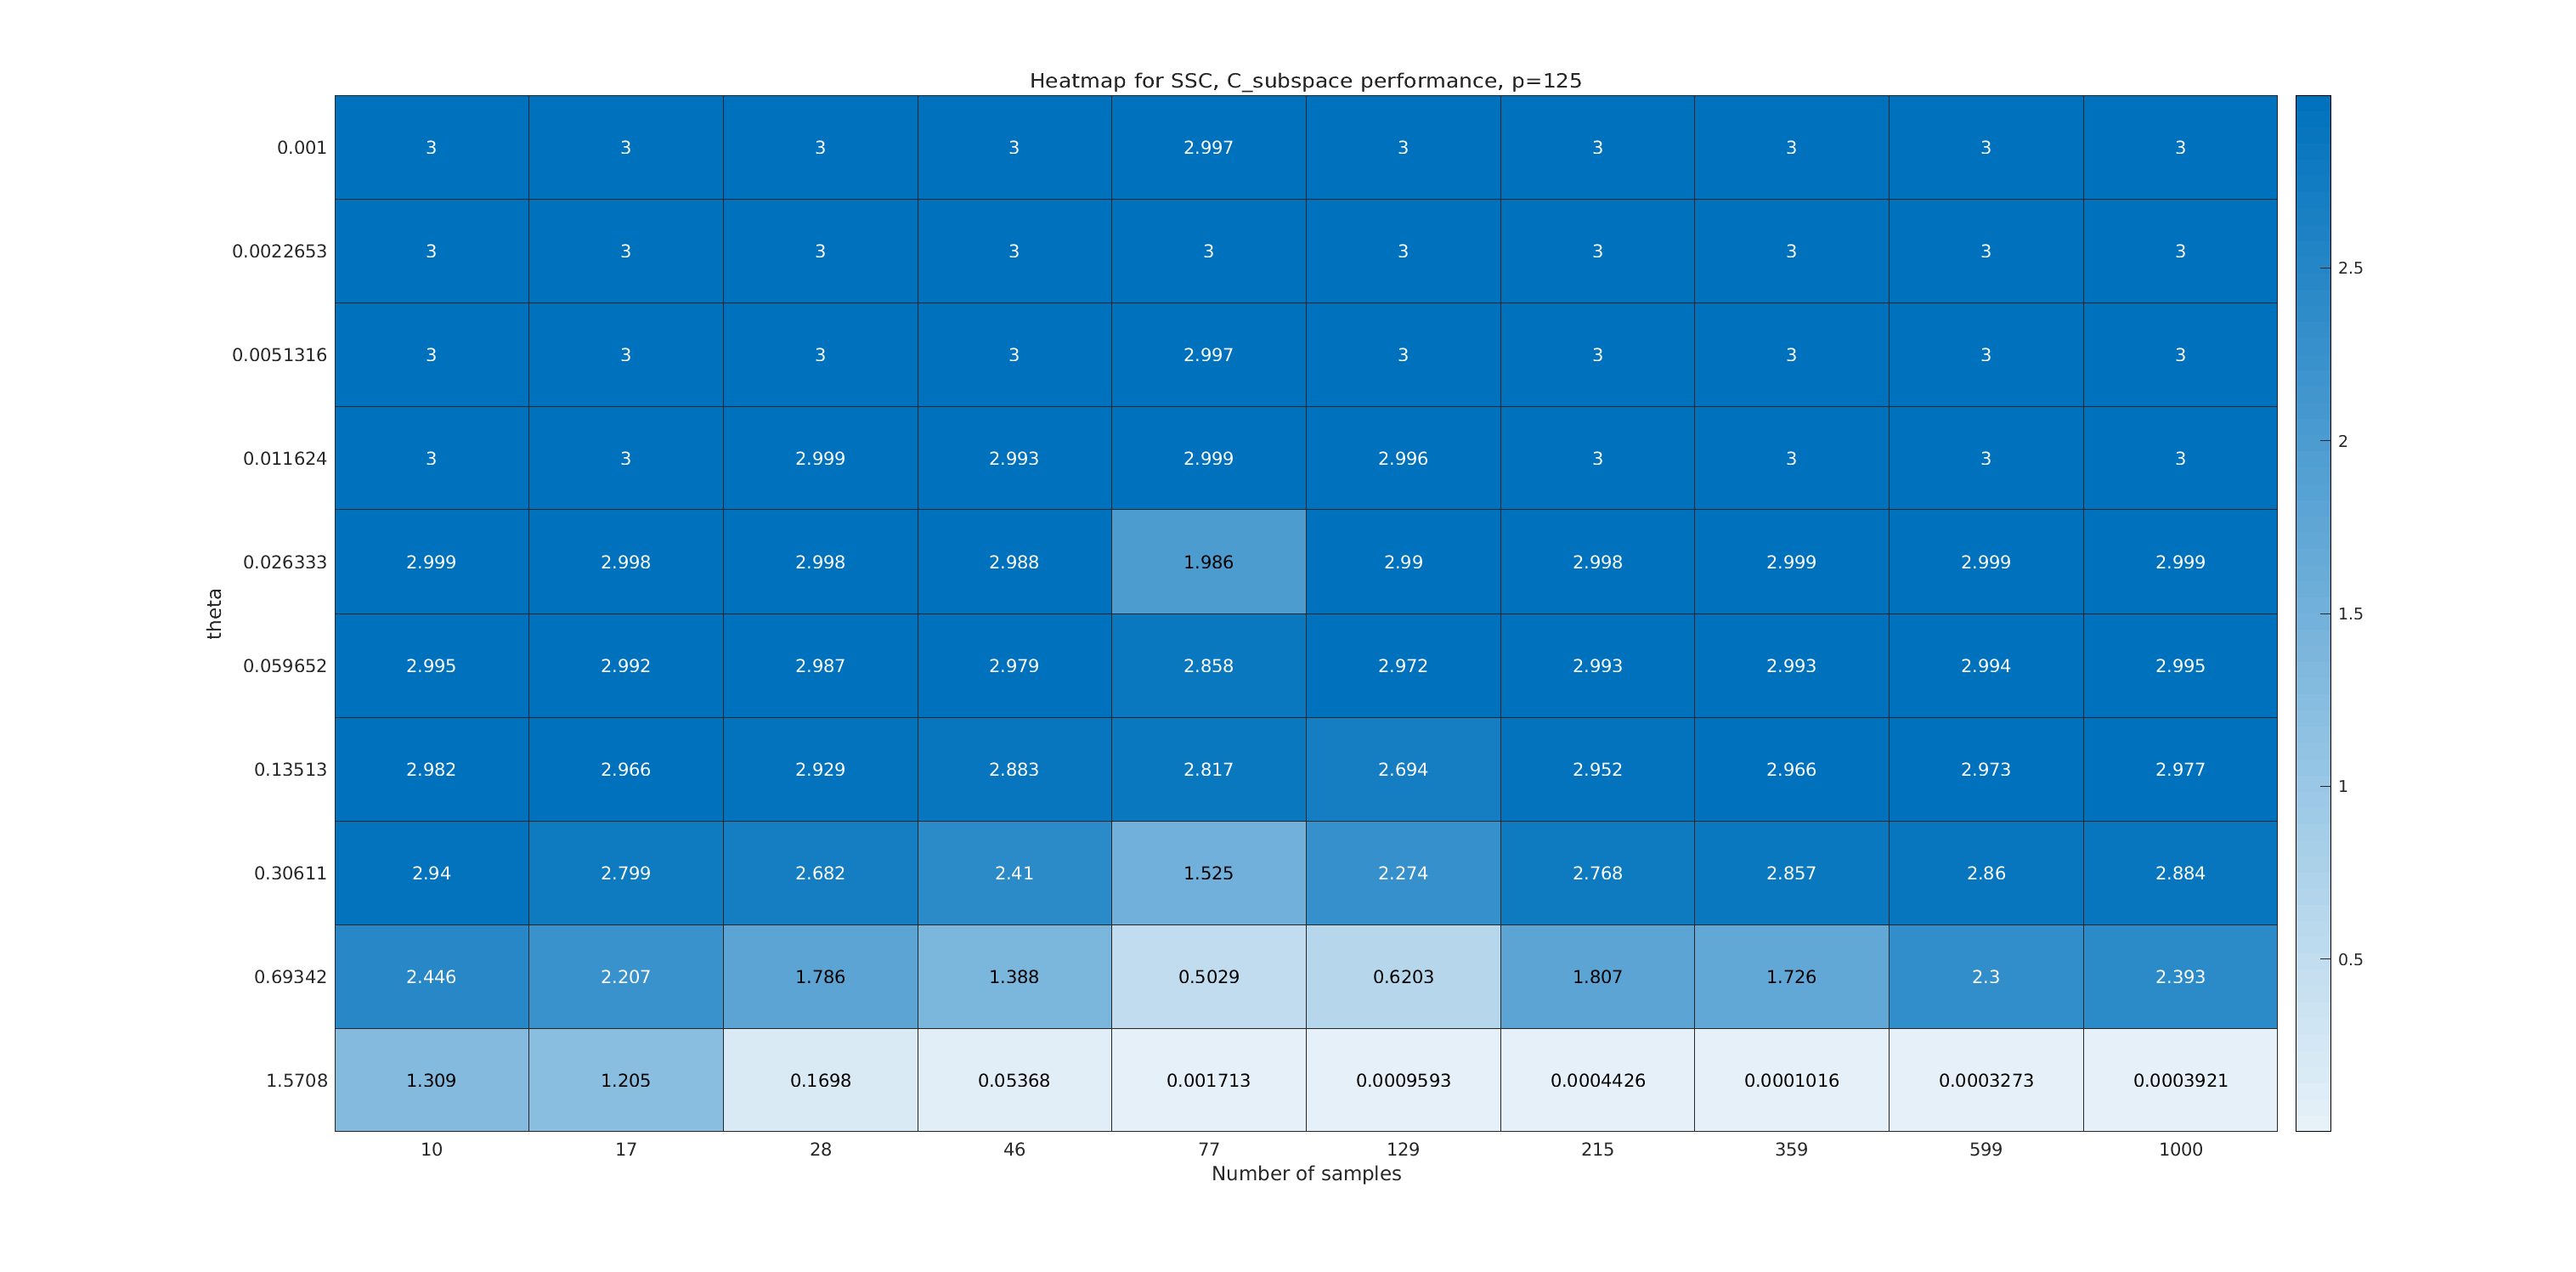 Heatmap for SSC, C_subspace performance, p=125
0.001 3 3 3 3 2.997 3 3 3 3 3
0.0022653 3 3 3 3 3 3 3 3 3 3
2.5
0.0051316 3 3 3 3 2.997 3 3 3 3 3
2
0.011624 3 3 2.999 2.993 2.999 2.996 3 3 3 3
0.026333 2.999 2.998 2.998 2.988 1.986 2.99 2.998 2.999 2.999 2.999
theta
1.5
0.059652 2.995 2.992 2.987 2.979 2.858 2.972 2.993 2.993 2.994 2.995
0.13513 2.982 2.966 2.929 2.883 2.817 2.694 2.952 2.966 2.973 2.977
1
0.30611 2.94 2.799 2.682 2.41 1.525 2.274 2.768 2.857 2.86 2.884
0.5
0.69342 2.446 2.207 1.786 1.388 0.5029 0.6203 1.807 1.726 2.3 2.393
1.5708 1.309 1.205 0.1698 0.05368 0.001713 0.0009593 0.0004426 0.0001016 0.0003273 0.0003921
10 17 28 46 77 129 215 359 599 1000
Number of samples